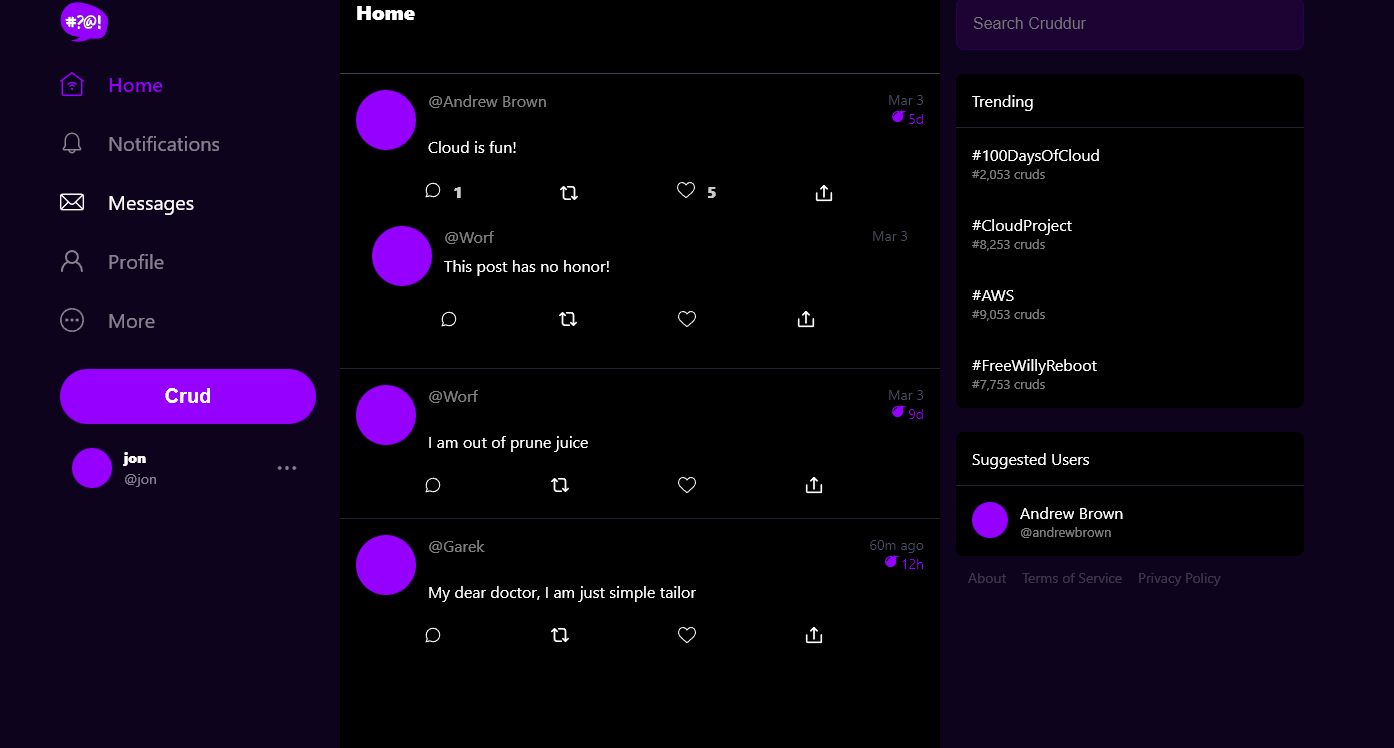 #?@!
Home
Notifications
Messages
Profile
More
Crud
jon
@jon
Home
@Andrew Brown
Mar 3
5d
Cloud is fun!
1
5
@Worf
Mar 3
This post has no honor!
@Worf
Mar 3
9d
I am out of prune juice
@Garek
60m ago
12h
My dear doctor, I am just simple tailor
Search Cruddur
Trending
#100DaysOfCloud
#2,053 cruds
#CloudProject
#8,253 cruds
#AWS
#9,053 cruds
#FreeWillyReboot
#7,753 cruds
Suggested Users
Andrew Brown
@andrewbrown
About Terms of Service Privacy Policy